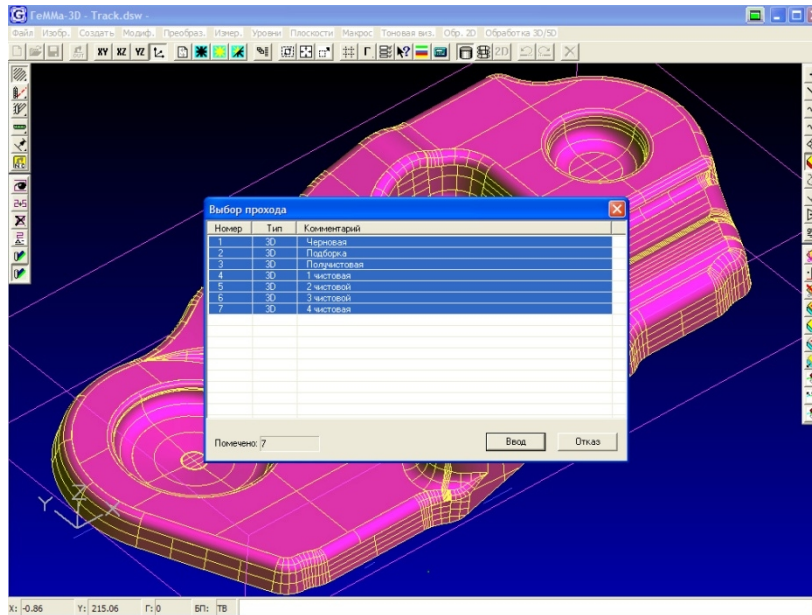 ГеММа-3D - Track.dsw -
Файл Изобр. Создать Модиф. Преобраз. Измер. Уровни Плоскости Макрос Тоновая виз. Обр. 2D Обработка 3D/5D
XY XZ YZ 2D
Выбор прохода
Номер Тип Комментарий
1 3D Черновая
2 3D Подборка
3 3D Получистовая
4 3D 1 чистовая
5 3D 2 чистовой
6 3D 3 чистовой
7 3D 4 чистовая
Помечено: 7 Ввод Отказ
Z
Y X
X: -0.86 Y: 215.06 Г: 0 БП: ТВ